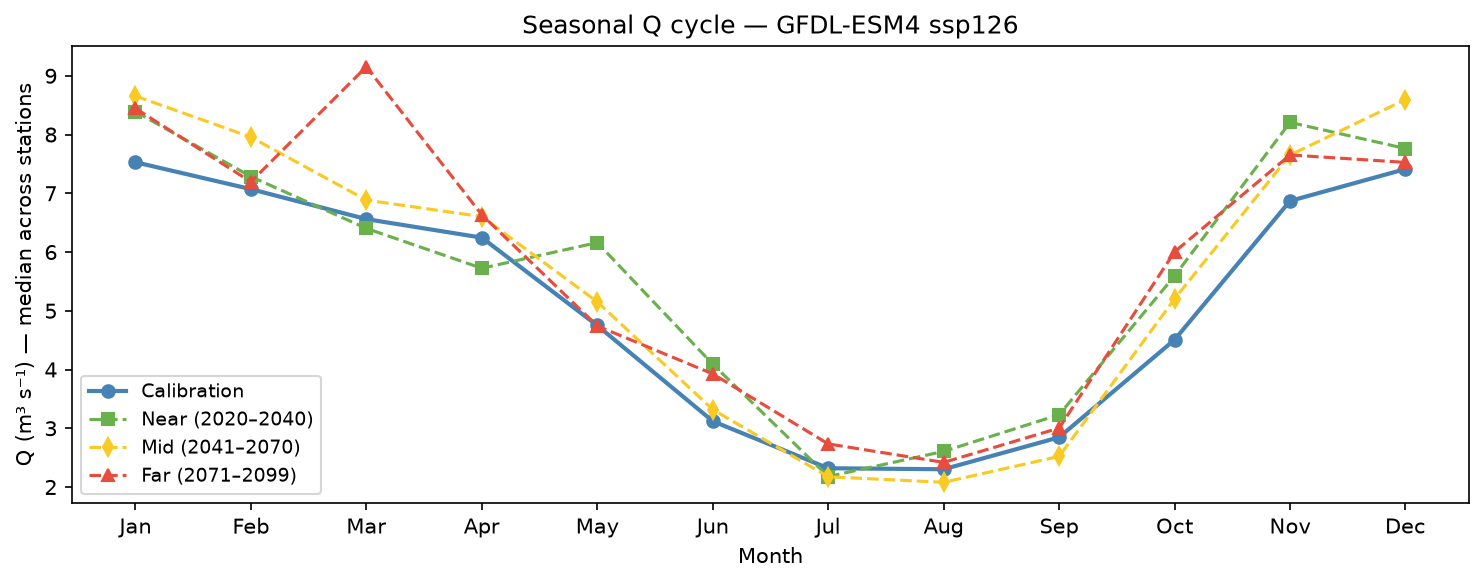 Seasonal Q cycle — GFDL-ESM4 ssp126
Q (m³ s⁻¹) — median across stations
9
8
7
6
5
4
3
2
Calibration
Near (2020–2040)
Mid (2041–2070)
Far (2071–2099)
Jan Feb Mar Apr May Jun Jul Aug Sep Oct Nov Dec
Month